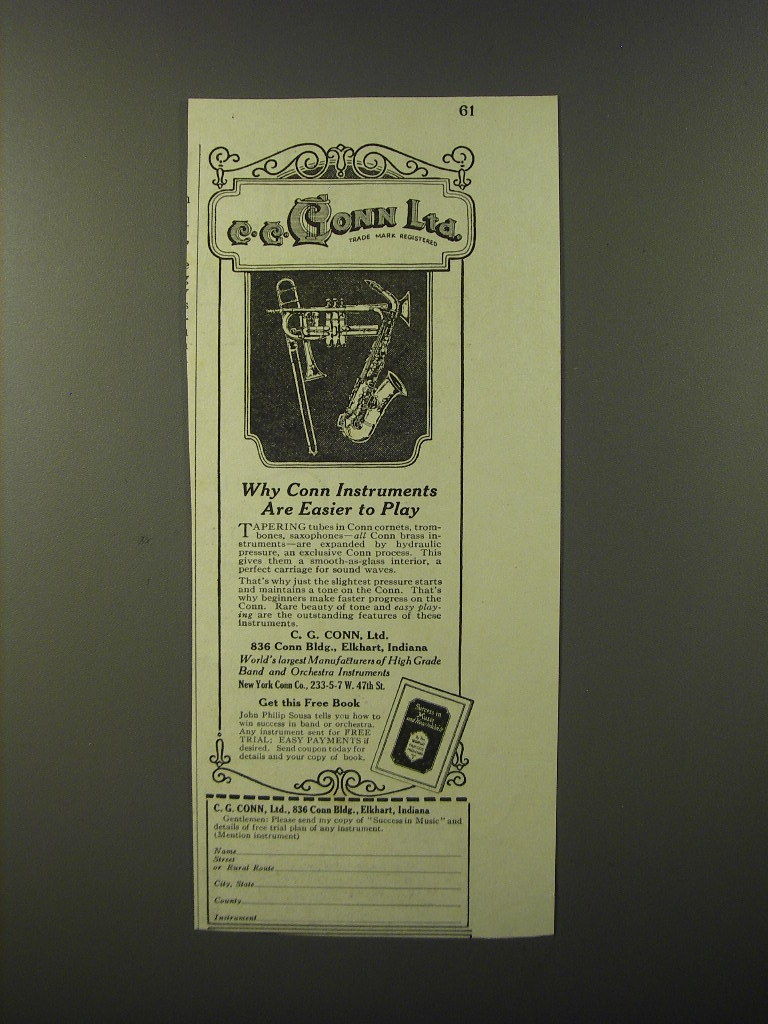 61
C. G. CONN Ltd.
TRADE MARK REGISTERED
Why Conn Instruments
Are Easier to Play
TAPERING tubes in Conn cornets, trom-
bones, saxophones—all Conn brass in-
struments—are expanded by hydraulic
pressure, an exclusive Conn process. This
gives them a smooth-as-glass interior, a
perfect carriage for sound waves.
That's why just the slightest pressure starts
and maintains a tone on the Conn. That's
why beginners make faster progress on the
Conn. Rare beauty of tone and easy play-
ing are the outstanding features of these
instruments.
C. G. CONN, Ltd.
836 Conn Bldg., Elkhart, Indiana
World's largest Manufacturers of High Grade
Band and Orchestra Instruments
New York Conn Co., 233-5-7 W. 47th St.
Get this Free Book
John Philip Sousa tells you how to
win success in band or orchestra.
Any instrument sent for FREE
TRIAL; EASY PAYMENTS if
desired. Send coupon today for
details and your copy of book.
Success in
Music
C. G. CONN, Ltd., 836 Conn Bldg., Elkhart, Indiana
Gentlemen: Please send my copy of "Success in Music" and
details of free trial plan of any instrument.
(Mention instrument)
Name
Street
or Rural Route
City, State
County
Instrument